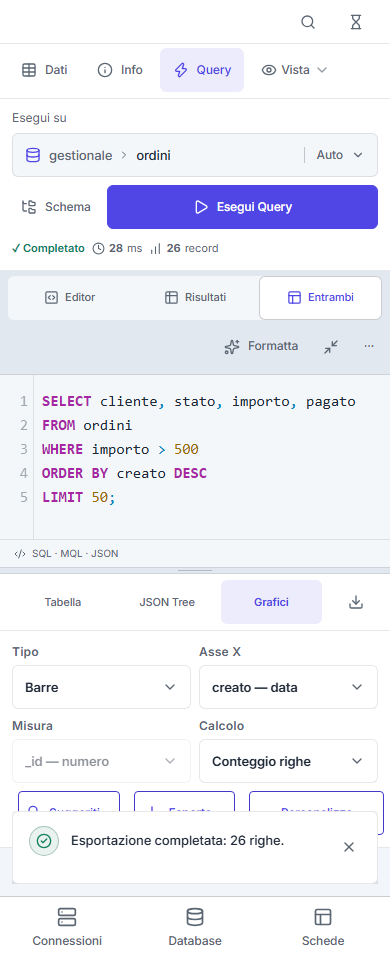 Dati Info Query Vista
Esegui su
gestionale > ordini Auto
Schema Esegui Query
✓ Completato 28 ms 26 record
Editor Risultati Entrambi
Formatta ...
1 SELECT cliente, stato, importo, pagato
2 FROM ordini
3 WHERE importo > 500
4 ORDER BY creato DESC
5 LIMIT 50;
</> SQL · MQL · JSON
Tabella JSON Tree Grafici
Tipo Asse X
Barre creato — data
Misura Calcolo
_id — numero Conteggio righe
Esportazione completata: 26 righe.
Connessioni Database Schede